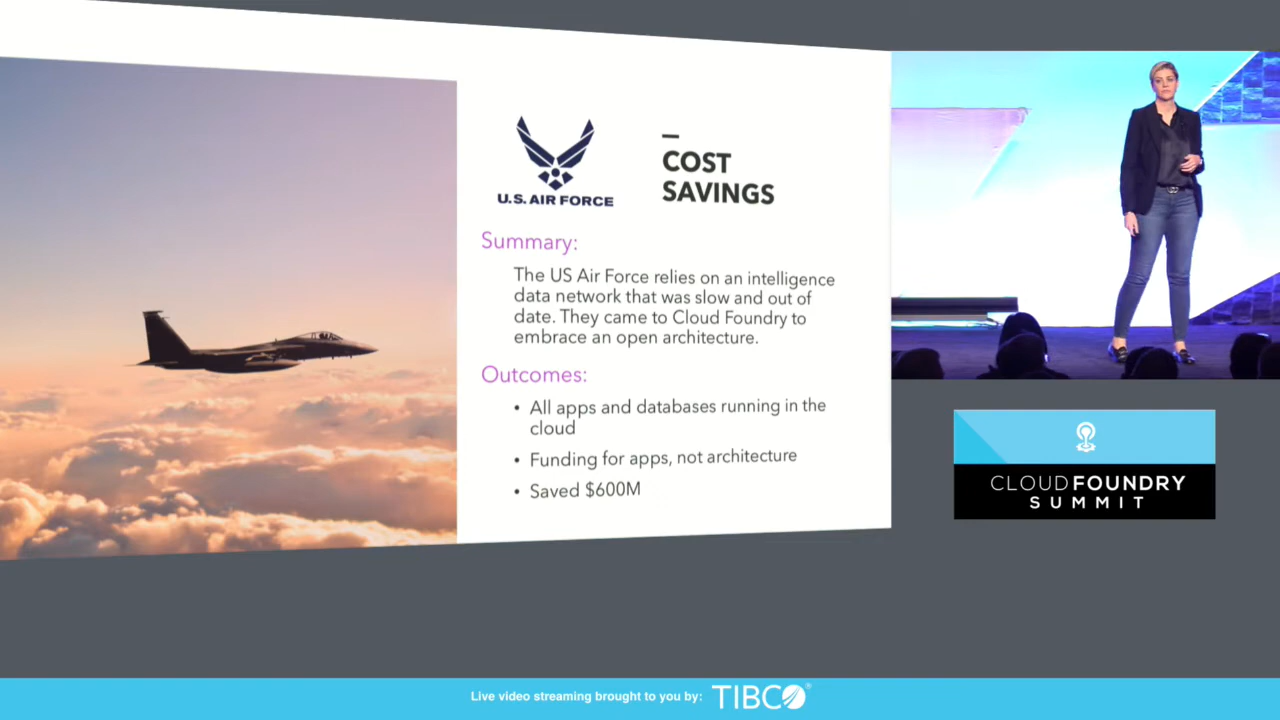 U.S. AIR FORCE
COST
SAVINGS
Summary:
The US Air Force relies on an intelligence
data network that was slow and out of
date. They came to Cloud Foundry to
embrace an open architecture.
Outcomes:
• All apps and databases running in the
cloud
• Funding for apps, not architecture
• Saved $600M
CLOUD FOUNDRY
SUMMIT
Live video streaming brought to you by: TIBCO®